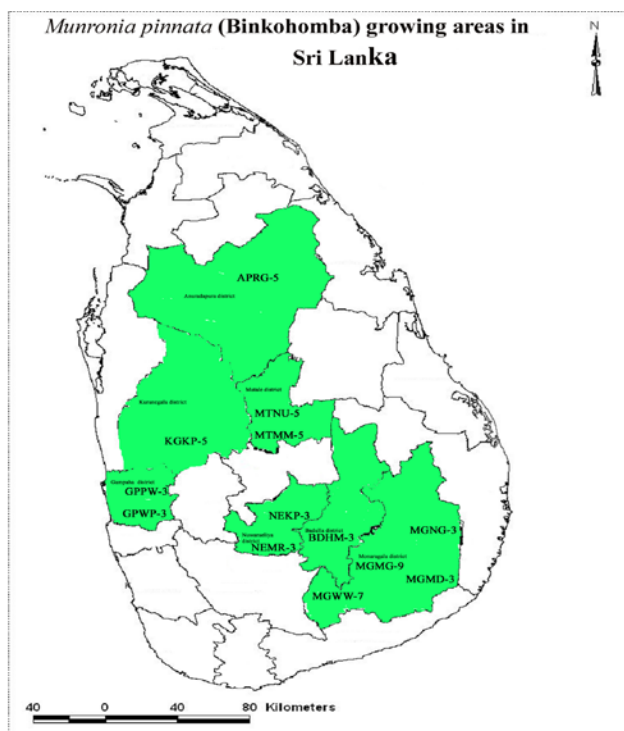 Munronia pinnata (Binkohomba) growing areas in
Sri Lanka
N
APRG-5
Anuradapura district
Matale district
Kurunegala district
MTNU-5
MTMM-5
KGKP-5
Gampaha district
GPPW-3
GPWP-3
NEKP-3
Nuwaraeliya
district
NEMR-3
Badulla district
BDHM-3
MGNG-3
Monaragala district
MGMG-9
MGMD-3
MGWW-7
40 0 40 80 Kilometers